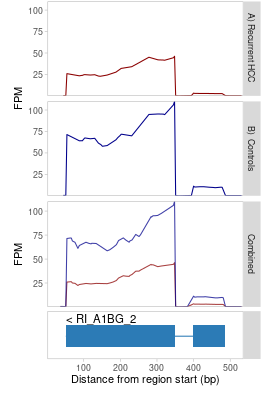 100
75
50
25
A) Recurrent HCC
100
75
50
25
B) Controls
FPM
FPM
100
75
50
25
Combined
< RI_A1BG_2
100 200 300 400 500
Distance from region start (bp)